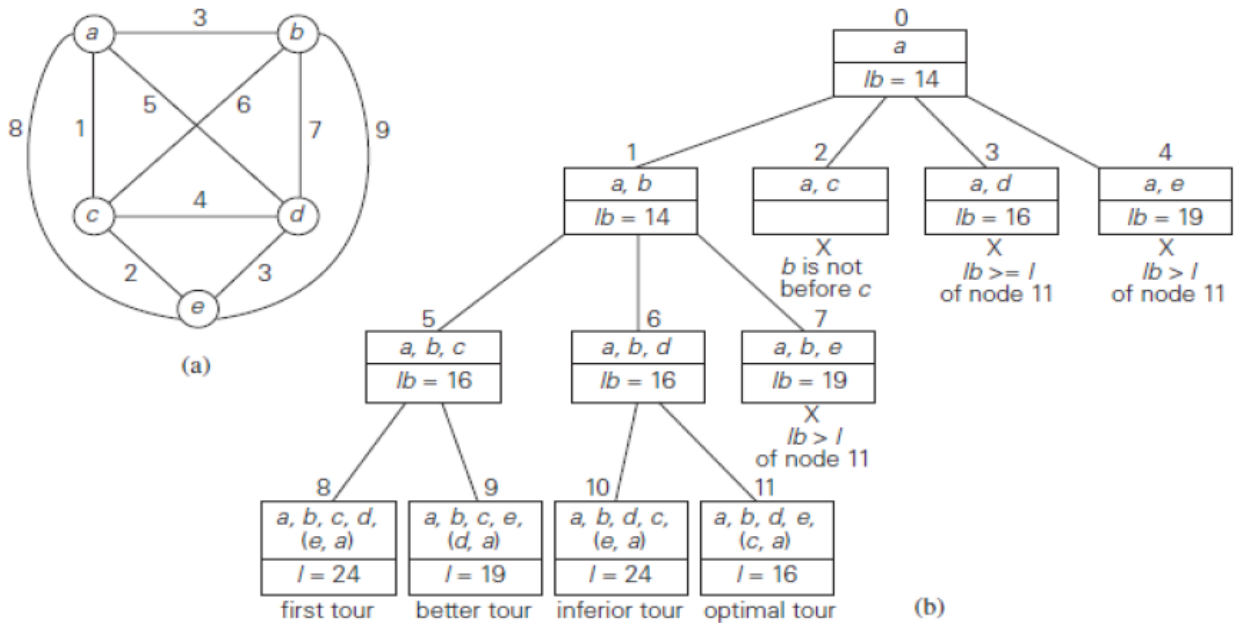 3
a
b
8
1
5
6
7
9
c
4
d
2
3
e
(a)
0
a
lb = 14
1
a, b
lb = 14
2
a, c
X
b is not
before c
3
a, d
lb = 16
X
lb >= l
of node 11
4
a, e
lb = 19
X
lb > l
of node 11
5
a, b, c
lb = 16
6
a, b, d
lb = 16
7
a, b, e
lb = 19
X
lb > l
of node 11
8
a, b, c, d,
(e, a)
l = 24
first tour
9
a, b, c, e,
(d, a)
l = 19
better tour
10
a, b, d, c,
(e, a)
l = 24
inferior tour
11
a, b, d, e,
(c, a)
l = 16
optimal tour
(b)